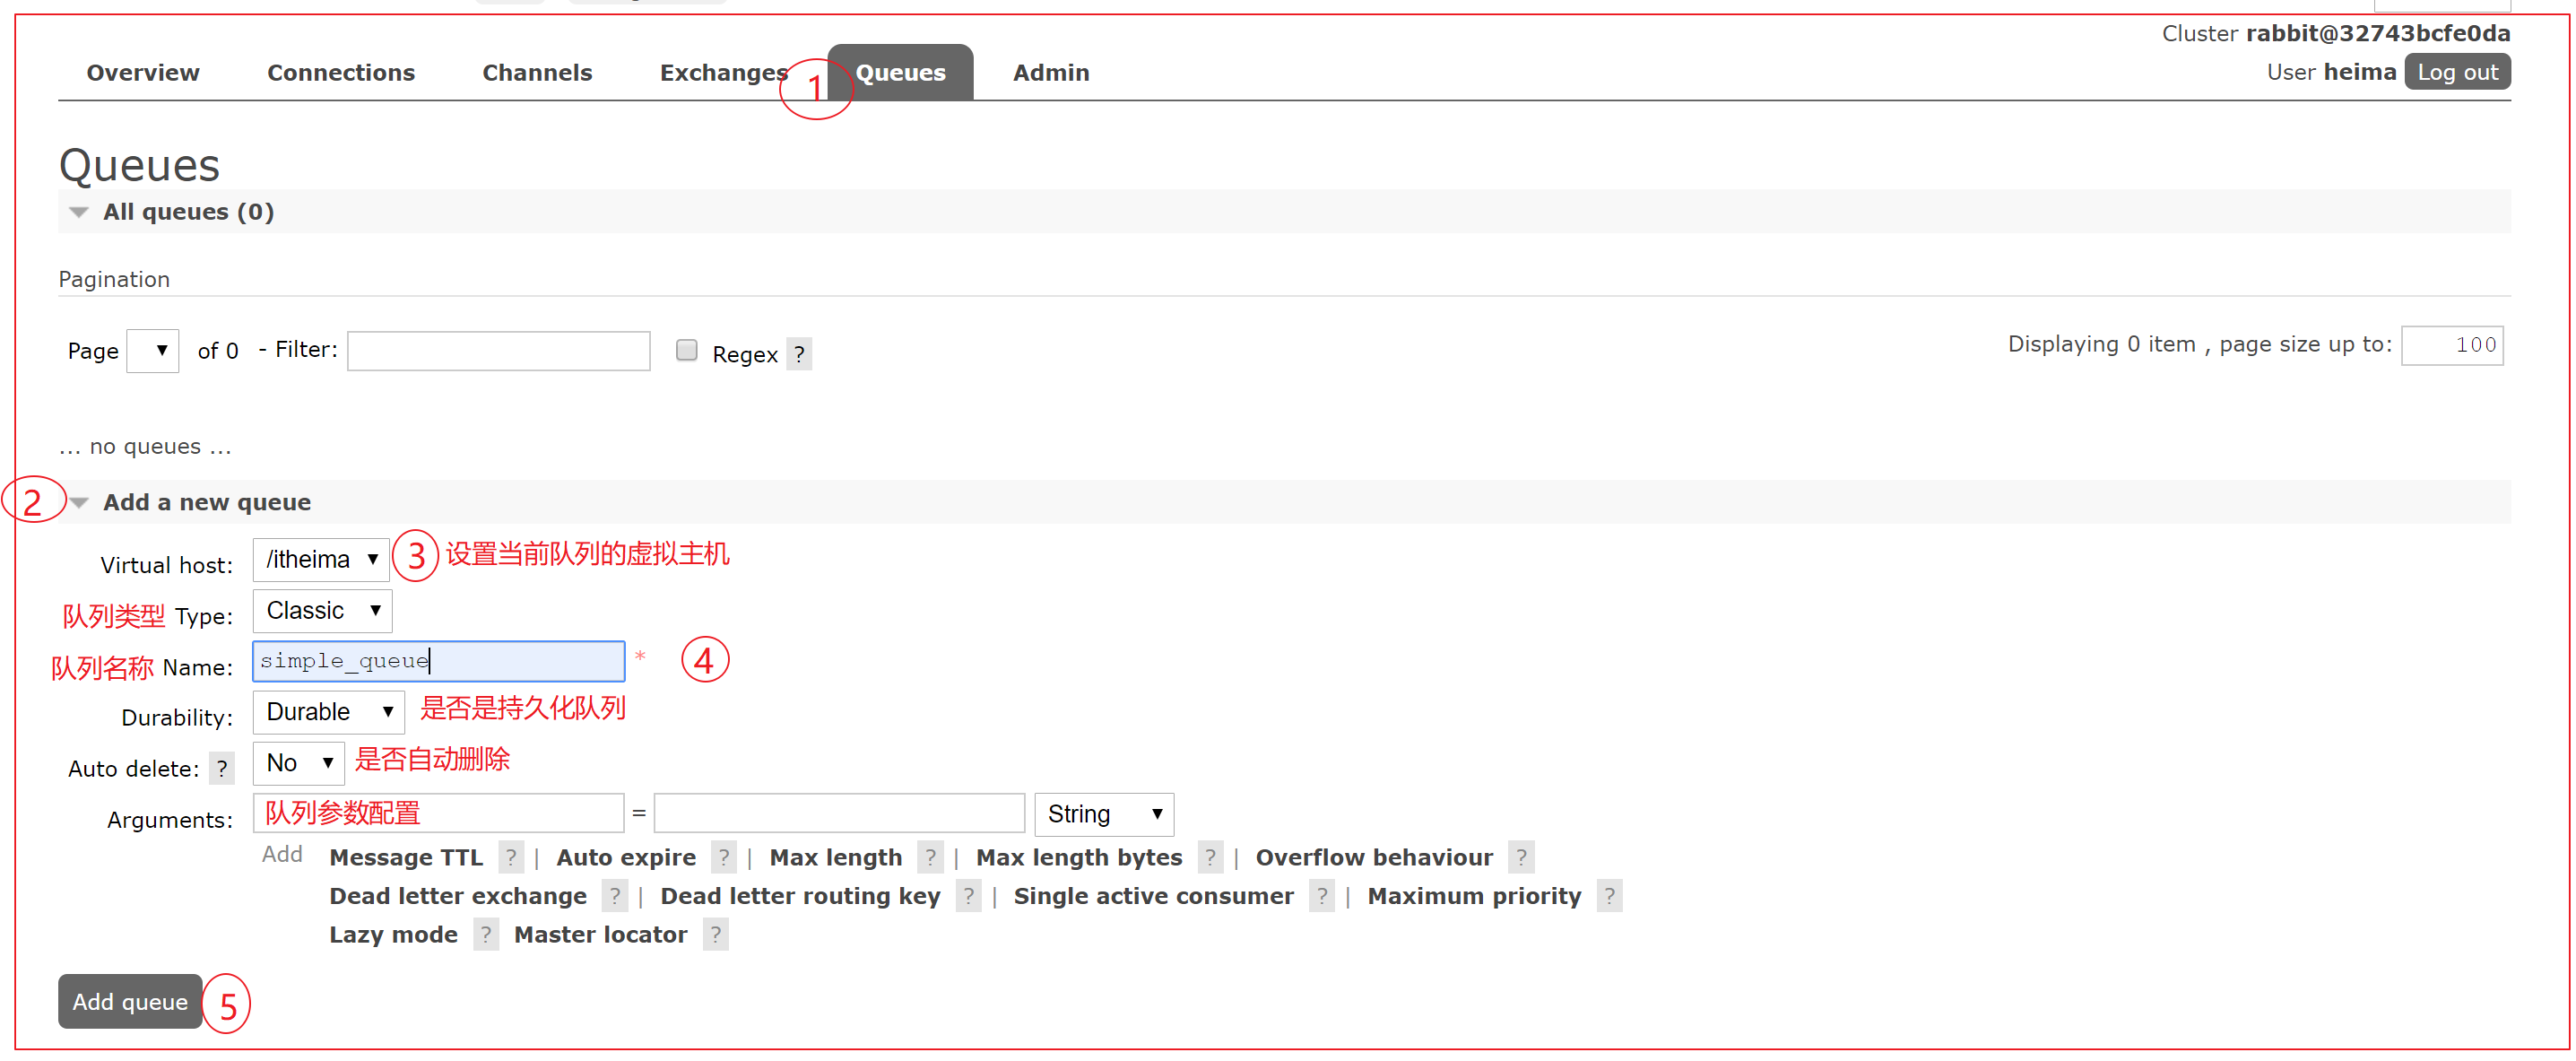 Cluster rabbit@32743bcfe0da
Overview Connections Channels Exchanges 1 Queues Admin User heima Log out
Queues
All queues (0)
Pagination
Page of 0 - Filter: Regex ? Displaying 0 item , page size up to: 100
... no queues ...
2 Add a new queue
Virtual host: /itheima 3 设置当前队列的虚拟主机
队列类型 Type: Classic
队列名称 Name: simple_queue * 4
Durability: Durable 是否是持久化队列
Auto delete: ? No 是否自动删除
Arguments: 队列参数配置 = String
Add Message TTL ? | Auto expire ? | Max length ? | Max length bytes ? | Overflow behaviour ?
Dead letter exchange ? | Dead letter routing key ? | Single active consumer ? | Maximum priority ?
Lazy mode ? Master locator ?
Add queue 5